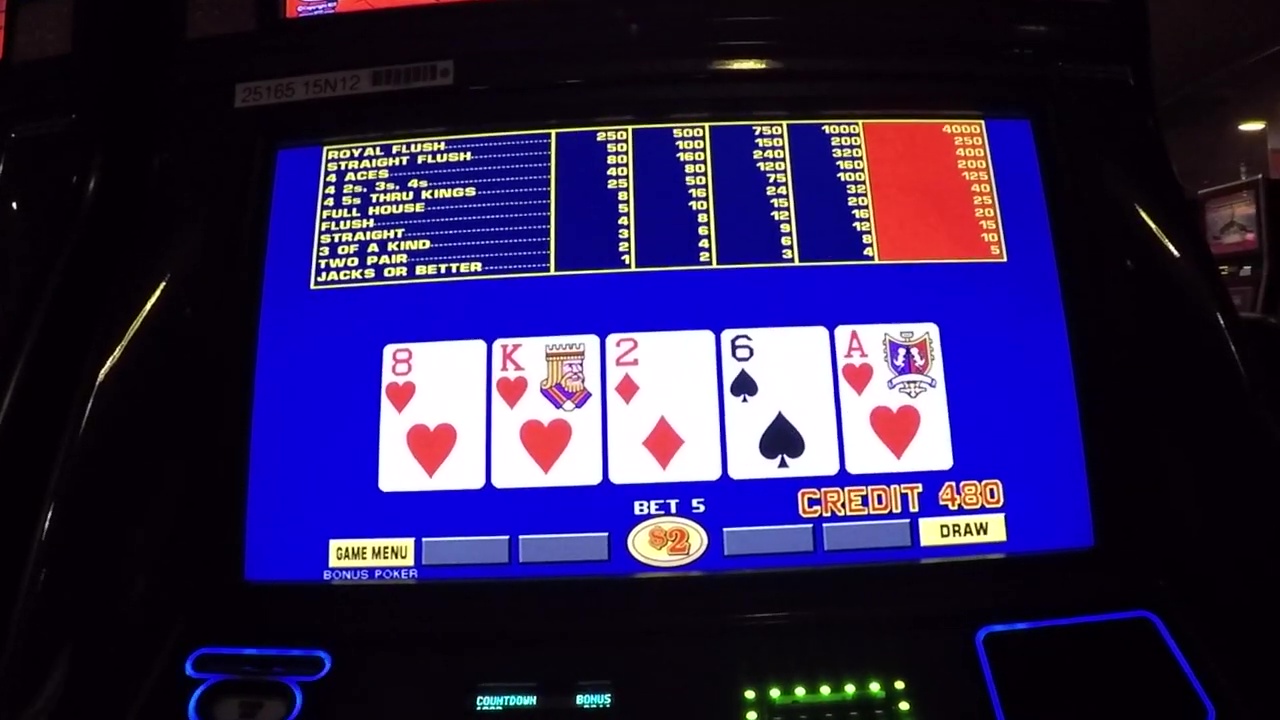 25165 15N12
ROYAL FLUSH 250 500 750 1000 4000
STRAIGHT FLUSH 50 100 150 200 250
4 ACES 80 160 240 320 400
4 2s, 3s, 4s 40 80 120 160 200
4 5s THRU KINGS 25 50 75 100 125
FULL HOUSE 8 16 24 32 40
FLUSH 5 10 15 20 25
STRAIGHT 4 8 12 16 20
3 OF A KIND 3 6 9 12 15
TWO PAIR 2 4 6 8 10
JACKS OR BETTER 1 2 3 4 5
8 K 2 6 A
BET 5 CREDIT 480
GAME MENU $2 DRAW
BONUS POKER
COUNTDOWN BONUS